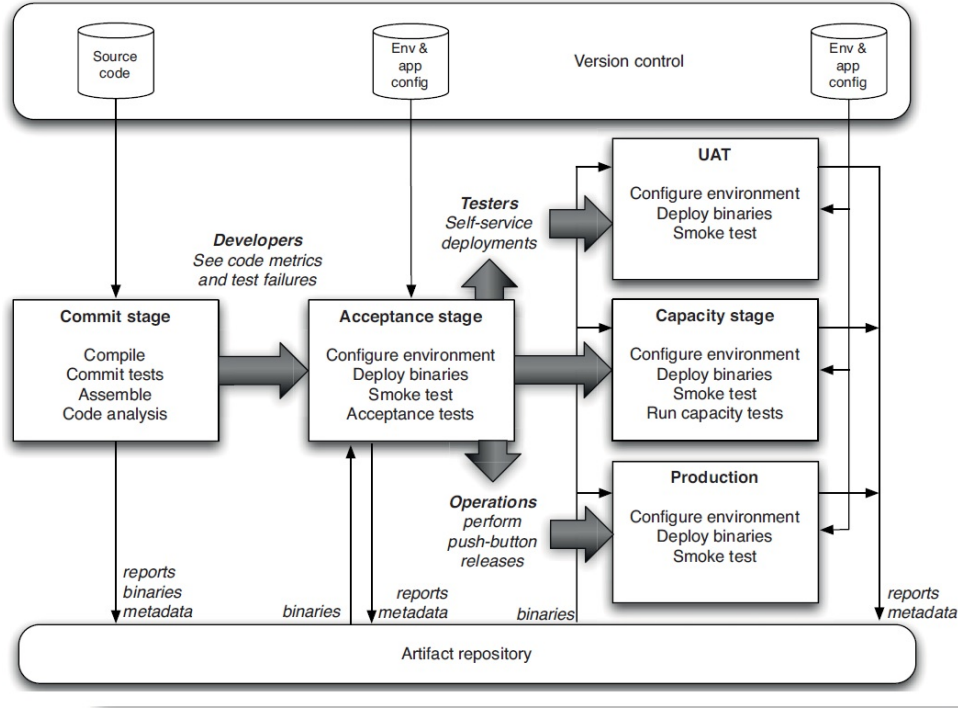 Source
code
Env &
app
config
Version control
Env &
app
config
Developers
See code metrics
and test failures
Testers
Self-service
deployments
UAT
Configure environment
Deploy binaries
Smoke test
Commit stage
Compile
Commit tests
Assemble
Code analysis
Acceptance stage
Configure environment
Deploy binaries
Smoke test
Acceptance tests
Capacity stage
Configure environment
Deploy binaries
Smoke test
Run capacity tests
Operations
perform
push-button
releases
Production
Configure environment
Deploy binaries
Smoke test
reports
binaries
metadata
binaries
reports
metadata
binaries
reports
metadata
Artifact repository